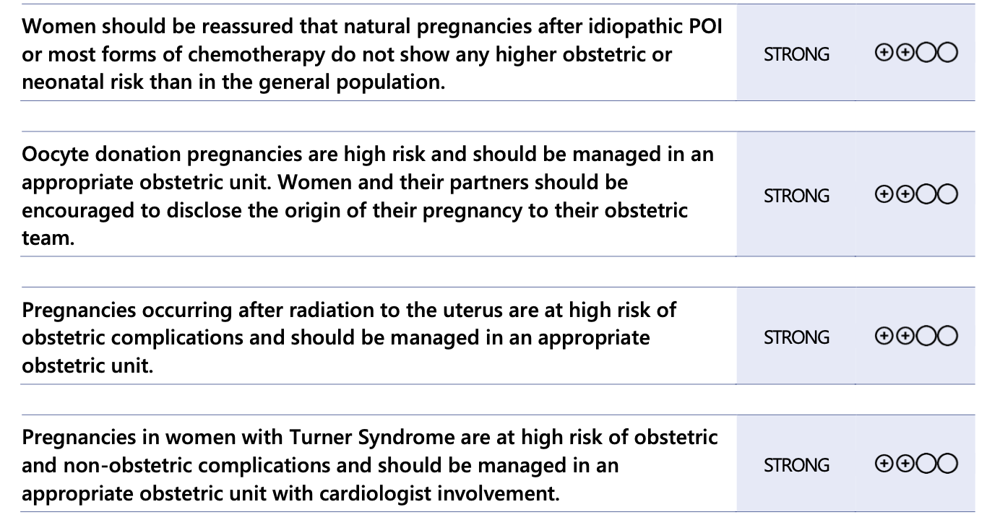 Women should be reassured that natural pregnancies after idiopathic POI
or most forms of chemotherapy do not show any higher obstetric or
neonatal risk than in the general population.
STRONG ⊕⊕○○
Oocyte donation pregnancies are high risk and should be managed in an
appropriate obstetric unit. Women and their partners should be
encouraged to disclose the origin of their pregnancy to their obstetric
team.
STRONG ⊕⊕○○
Pregnancies occurring after radiation to the uterus are at high risk of
obstetric complications and should be managed in an appropriate
obstetric unit.
STRONG ⊕⊕○○
Pregnancies in women with Turner Syndrome are at high risk of obstetric
and non-obstetric complications and should be managed in an
appropriate obstetric unit with cardiologist involvement.
STRONG ⊕⊕○○